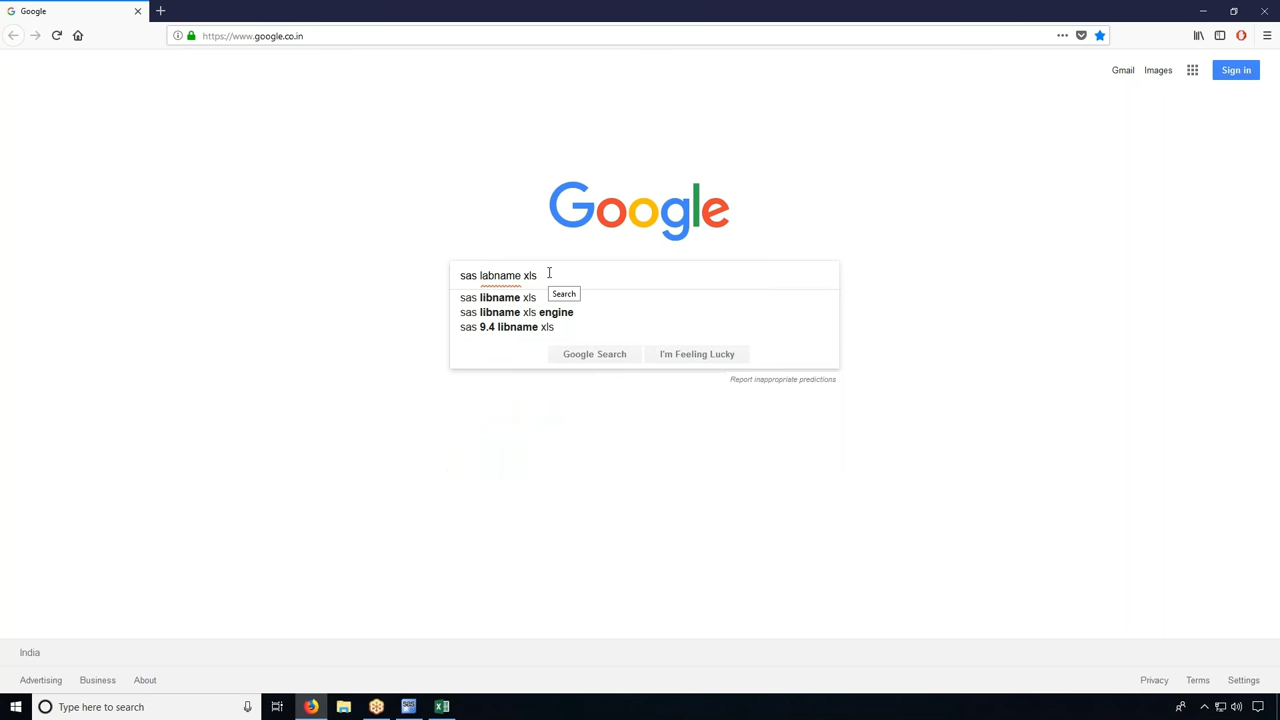 Google
https://www.google.co.in
Gmail Images Sign in
Google
sas labname xls
Search
sas libname xls
sas libname xls engine
sas 9.4 libname xls
Google Search I'm Feeling Lucky
Report inappropriate predictions
India
Advertising Business About Privacy Terms Settings
Type here to search